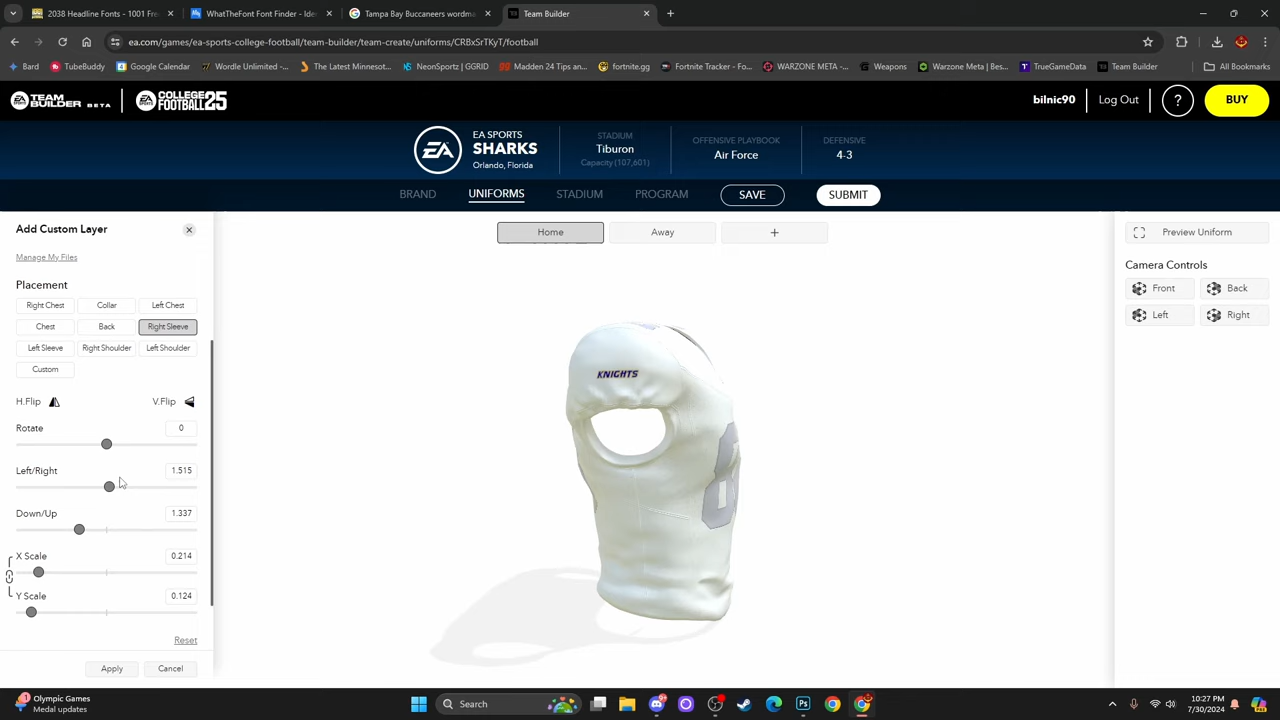 2038 Headline Fonts - 1001 Fre
WhatTheFont Font Finder - Ide
Tampa Bay Buccaneers wordma
Team Builder
ea.com/games/ea-sports-college-football/team-builder/team-create/uniforms/CRBxSrTKyT/football
Bard
TubeBuddy
Google Calendar
Wordle Unlimited -...
The Latest Minnesot...
NeonSportz | GGRID
Madden 24 Tips an...
fortnite.gg
Fortnite Tracker - Fo...
WARZONE META -...
Weapons
Warzone Meta | Bes...
TrueGameData
Team Builder
All Bookmarks
EA SPORTS TEAM BUILDER BETA
EA SPORTS COLLEGE FOOTBALL 25
bilnic90
Log Out
?
BUY
EA
EA SPORTS
SHARKS
Orlando, Florida
STADIUM
Tiburon
Capacity (107,601)
OFFENSIVE PLAYBOOK
Air Force
DEFENSIVE
4-3
BRAND
UNIFORMS
STADIUM
PROGRAM
SAVE
SUBMIT
Add Custom Layer
Manage My Files
Placement
Right Chest
Collar
Left Chest
Chest
Back
Right Sleeve
Left Sleeve
Right Shoulder
Left Shoulder
Custom
H.Flip
V.Flip
Rotate
0
Left/Right
1.515
Down/Up
1.337
X Scale
0.214
Y Scale
0.124
Reset
Apply
Cancel
Home
Away
+
KNIGHTS
8
Preview Uniform
Camera Controls
Front
Back
Left
Right
1
Olympic Games
Medal updates
Search
10:27 PM
7/30/2024